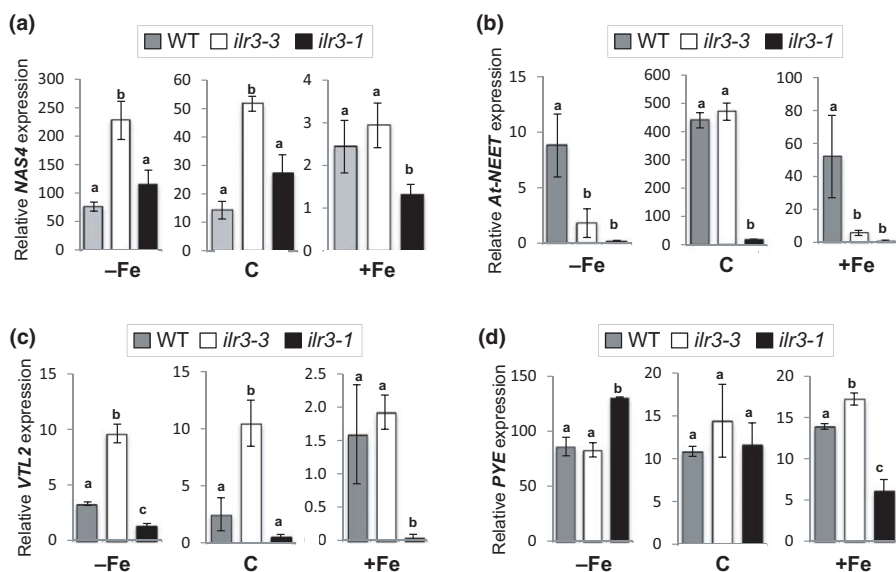 (a)
WT ilr3-3 ilr3-1
Relative NAS4 expression
300
250
200
150
100
50
0
a
b
a
–Fe
60
50
40
30
20
10
0
a
b
a
C
4
3
2
1
0
a
a
b
+Fe
(b)
WT ilr3-3 ilr3-1
Relative At-NEET expression
15
10
5
0
a
b
b
–Fe
600
500
400
300
200
100
0
a
a
b
C
100
80
60
40
20
0
a
b
b
+Fe
(c)
WT ilr3-3 ilr3-1
Relative VTL2 expression
15
10
5
0
a
b
c
–Fe
15
10
5
0
a
b
a
C
2.5
2.0
1.5
1.0
0.5
0
a
a
b
+Fe
(d)
WT ilr3-3 ilr3-1
Relative PYE expression
150
100
50
0
a
a
b
–Fe
20
15
10
5
0
a
a
a
C
20
15
10
5
0
a
b
c
+Fe